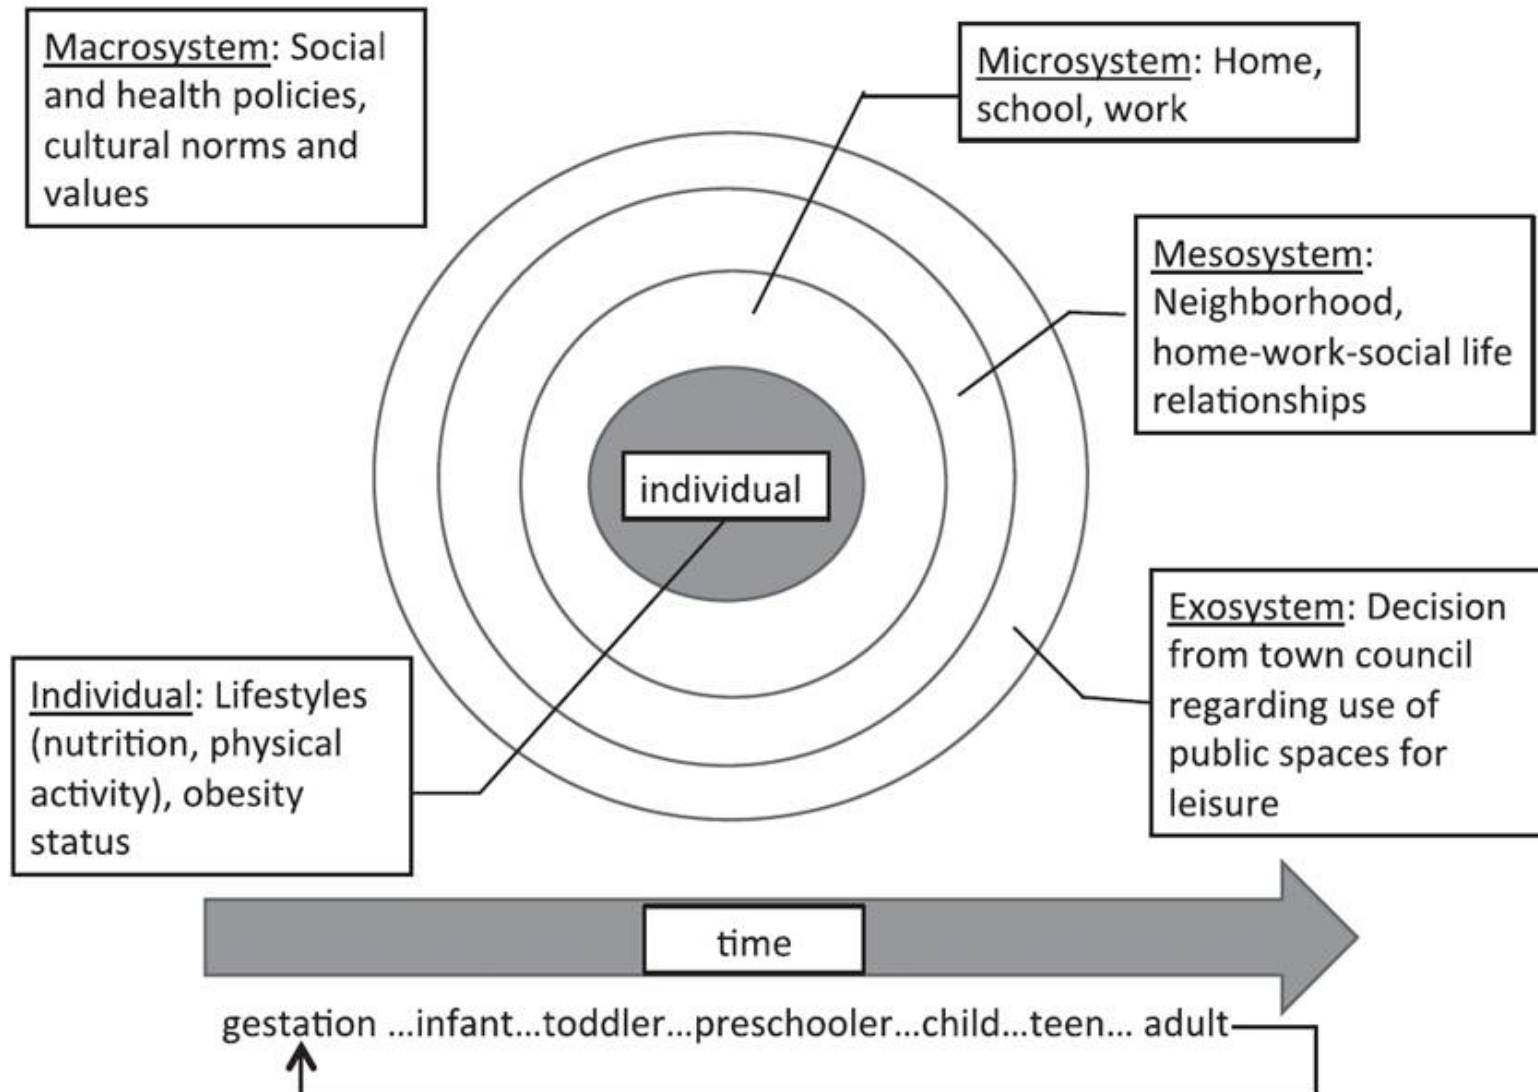 Macrosystem: Social
and health policies,
cultural norms and
values
Microsystem: Home,
school, work
Mesosystem:
Neighborhood,
home-work-social life
relationships
individual
Exosystem: Decision
from town council
regarding use of
public spaces for
leisure
Individual: Lifestyles
(nutrition, physical
activity), obesity
status
time
gestation ...infant...toddler...preschooler...child...teen... adult